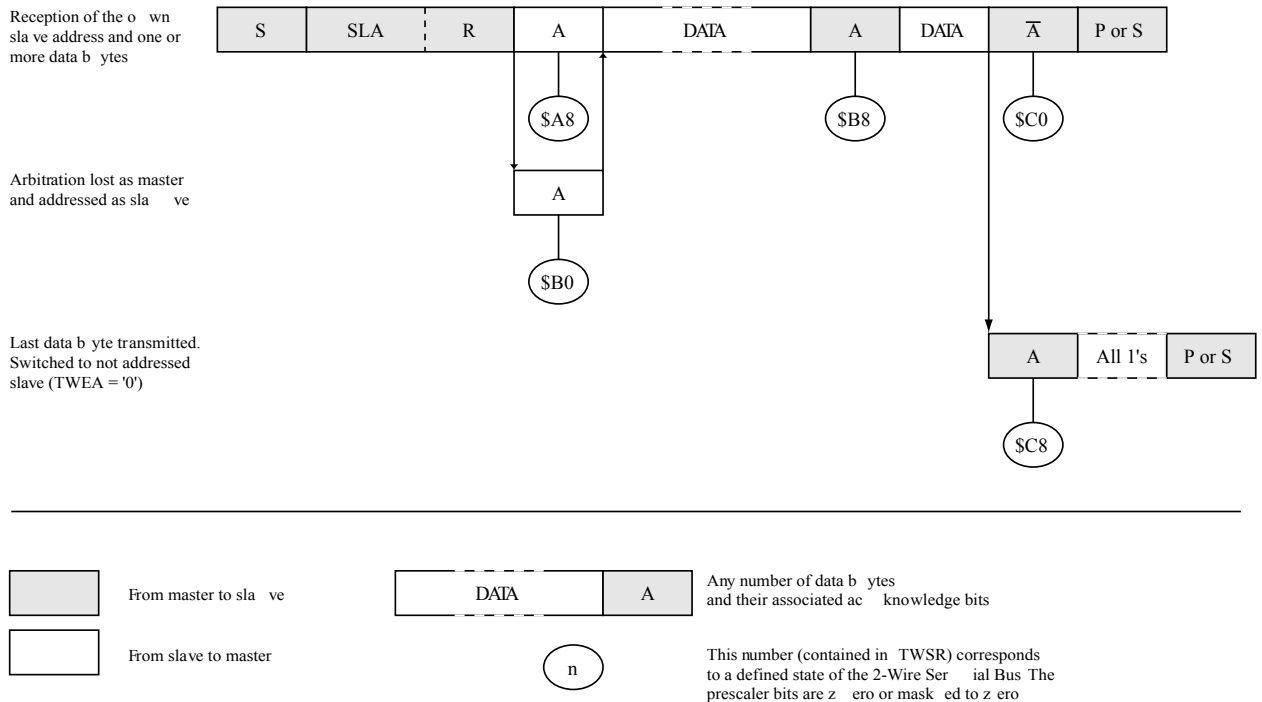 Reception of the o wn
sla ve address and one or
more data b ytes
S SLA R A DATA A DATA A P or S
$A8 $B8 $C0
Arbitration lost as master
and addressed as sla ve
A
$B0
Last data b yte transmitted.
Switched to not addressed
slave (TWEA = '0')
A All 1's P or S
$C8
From master to sla ve
DATA A
Any number of data b ytes
and their associated ac knowledge bits
From slave to master
n
This number (contained in TWSR) corresponds
to a defined state of the 2-Wire Ser ial Bus The
prescaler bits are z ero or mask ed to z ero